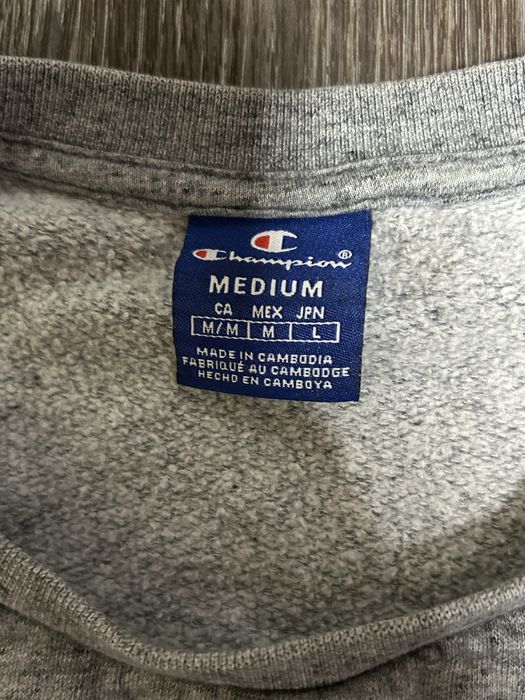 Champion®
MEDIUM
CA MEX JPN
M/M M L
MADE IN CAMBODIA
FABRIQUÉ AU CAMBODGE
HECHO EN CAMBOYA